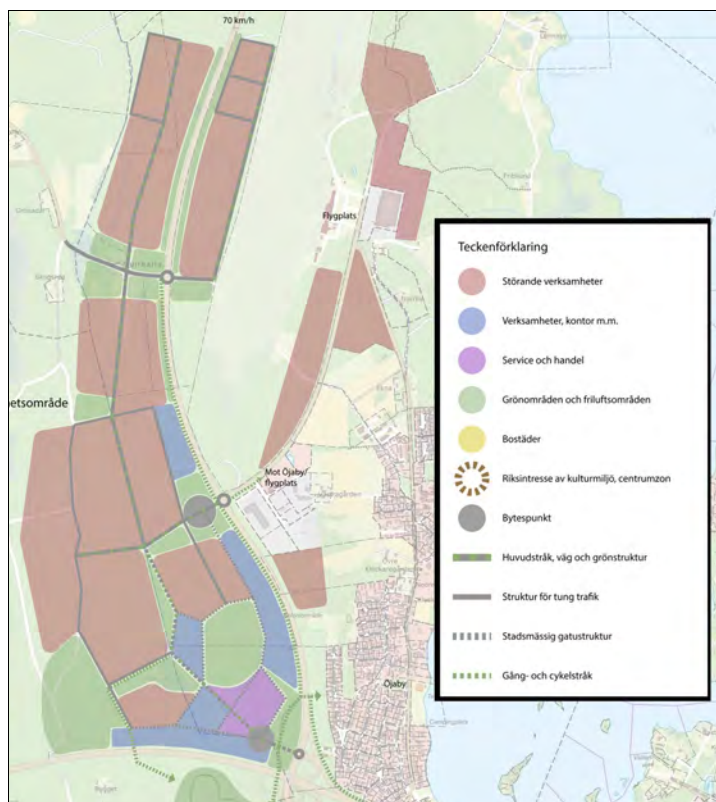 70 km/h
Flygplats
Teckenförklaring
Störande verksamheter
Verksamheter, kontor m.m.
Service och handel
Grönområden och friluftsområden
Bostäder
Riksintresse av kulturmiljö, centrumzon
Bytespunkt
Huvudstråk, väg och grönstruktur
Struktur för tung trafik
Stadsmässig gatustruktur
Gång- och cykelstråk
etsområde
Mot Öjaby/
flygplats
Öjaby